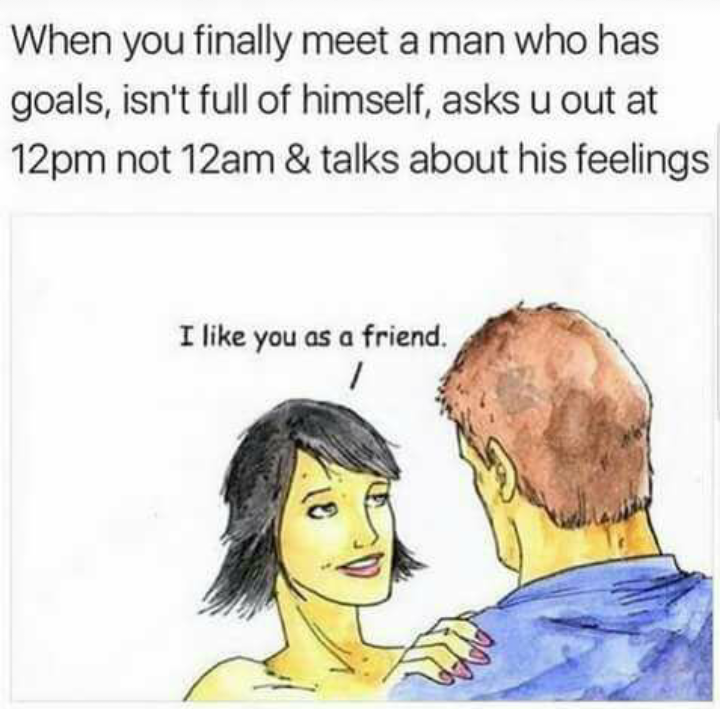 When you finally meet a man who has
goals, isn't full of himself, asks u out at
12pm not 12am & talks about his feelings
I like you as a friend.